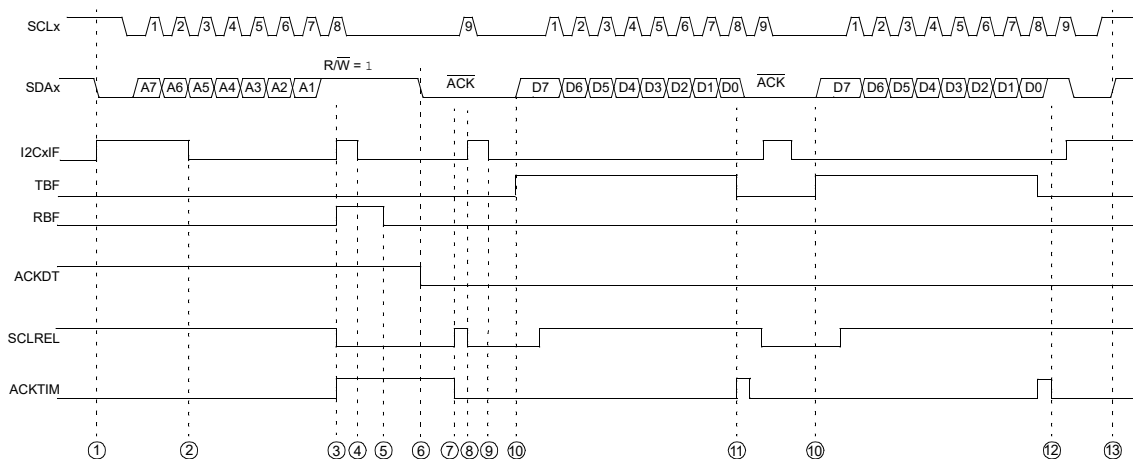 SCLx 1 2 3 4 5 6 7 8 9 1 2 3 4 5 6 7 8 9 1 2 3 4 5 6 7 8 9
R/W̅ = 1
SDAx A7 A6 A5 A4 A3 A2 A1 A̅C̅K̅ D7 D6 D5 D4 D3 D2 D1 D0 A̅C̅K̅ D7 D6 D5 D4 D3 D2 D1 D0
I2CxIF
TBF
RBF
ACKDT
SCLREL
ACKTIM
① ② ③ ④ ⑤ ⑥ ⑦ ⑧ ⑨ ⑩ ⑪ ⑩ ⑫ ⑬